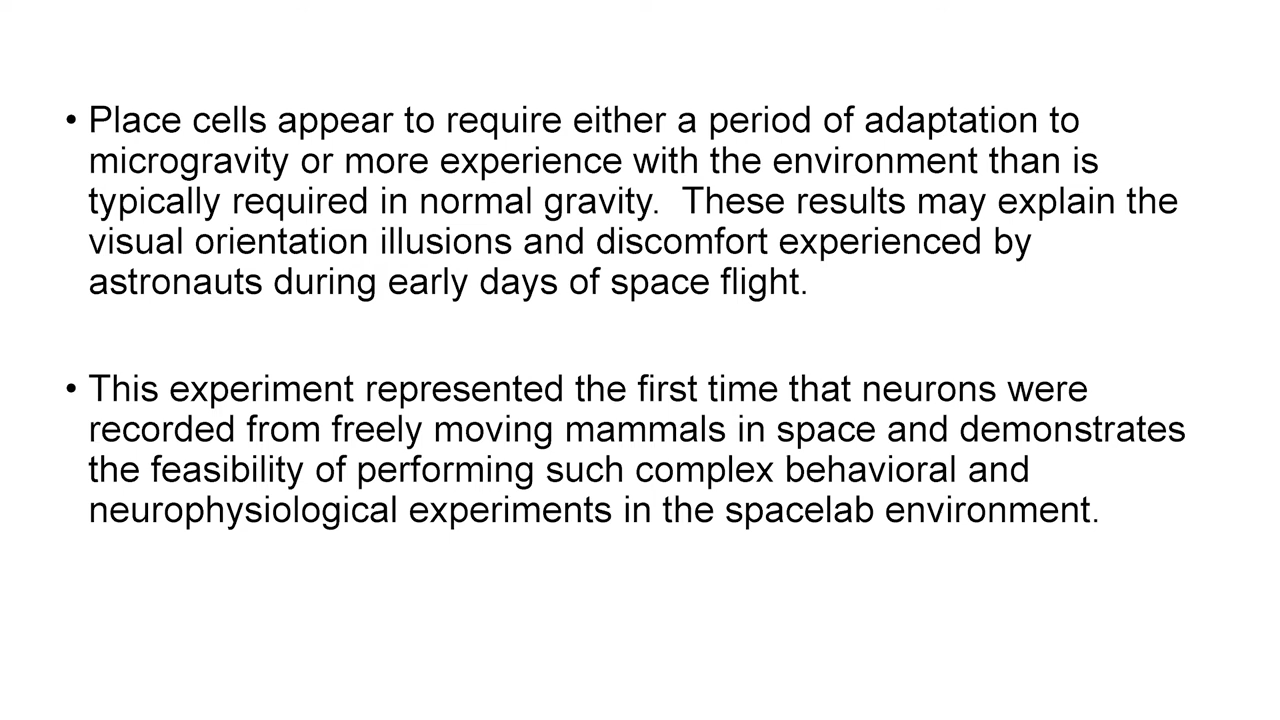 • Place cells appear to require either a period of adaptation to
microgravity or more experience with the environment than is
typically required in normal gravity.  These results may explain the
visual orientation illusions and discomfort experienced by
astronauts during early days of space flight.
• This experiment represented the first time that neurons were
recorded from freely moving mammals in space and demonstrates
the feasibility of performing such complex behavioral and
neurophysiological experiments in the spacelab environment.